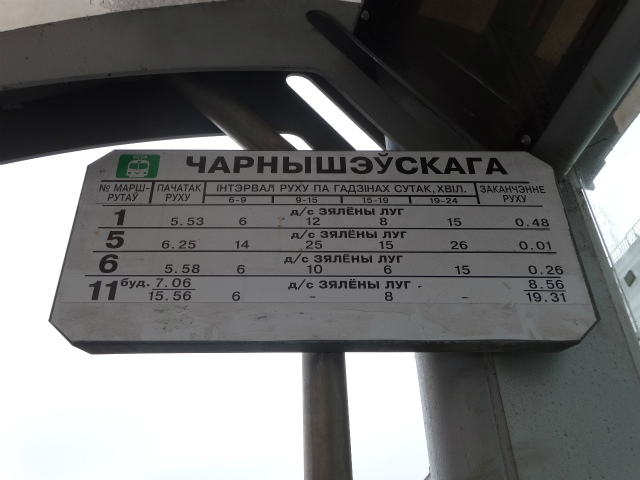 ЧАРНЫШЭЎСКАГА
№ МАРШ-РУТАЎ ПАЧАТАК РУХУ ІНТЭРВАЛ РУХУ ПА ГАДЗІНАХ СУТАК, ХВІЛ. ЗАКАНЧЭННЕ РУХУ
6-9 9-15 15-19 19-24
д/с ЗЯЛЁНЫ ЛУГ
1 5.53 6 12 8 15 0.48
д/с ЗЯЛЁНЫ ЛУГ
5 6.25 14 25 15 26 0.01
д/с ЗЯЛЁНЫ ЛУГ
6 5.58 6 10 6 15 0.26
11 буд. 7.06 д/с ЗЯЛЁНЫ ЛУГ 8.56
15.56 6 - 8 - 19.31